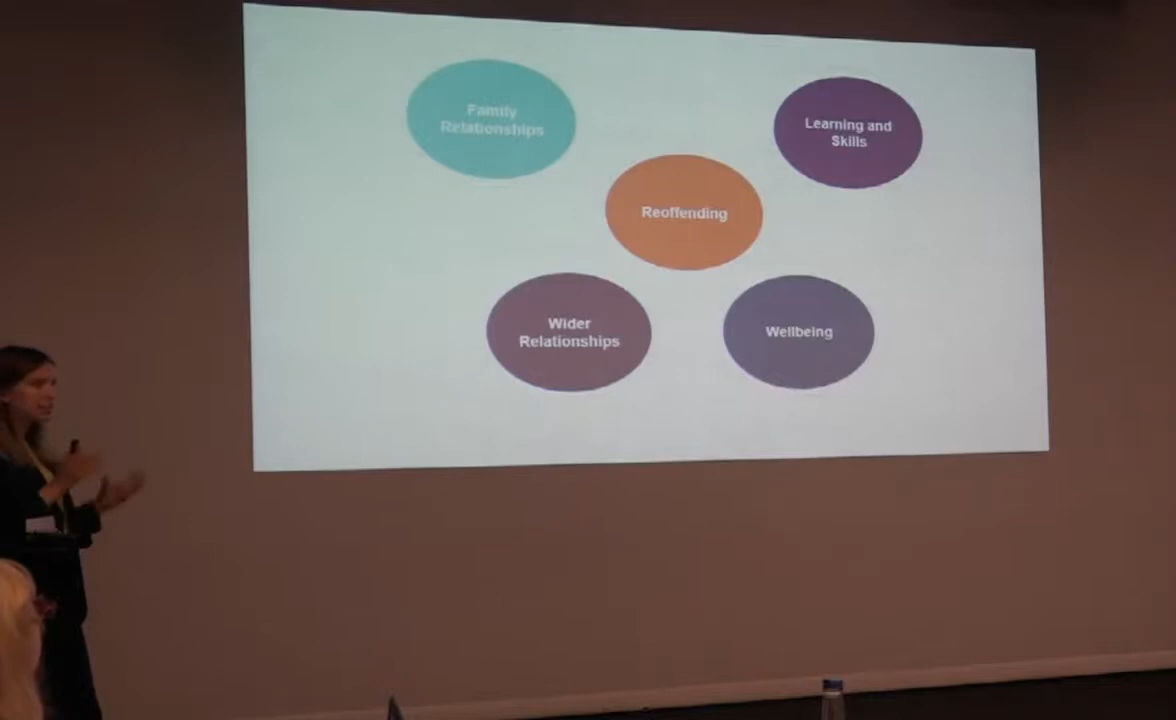 Family
Relationships
Learning and
Skills
Reoffending
Wider
Relationships
Wellbeing